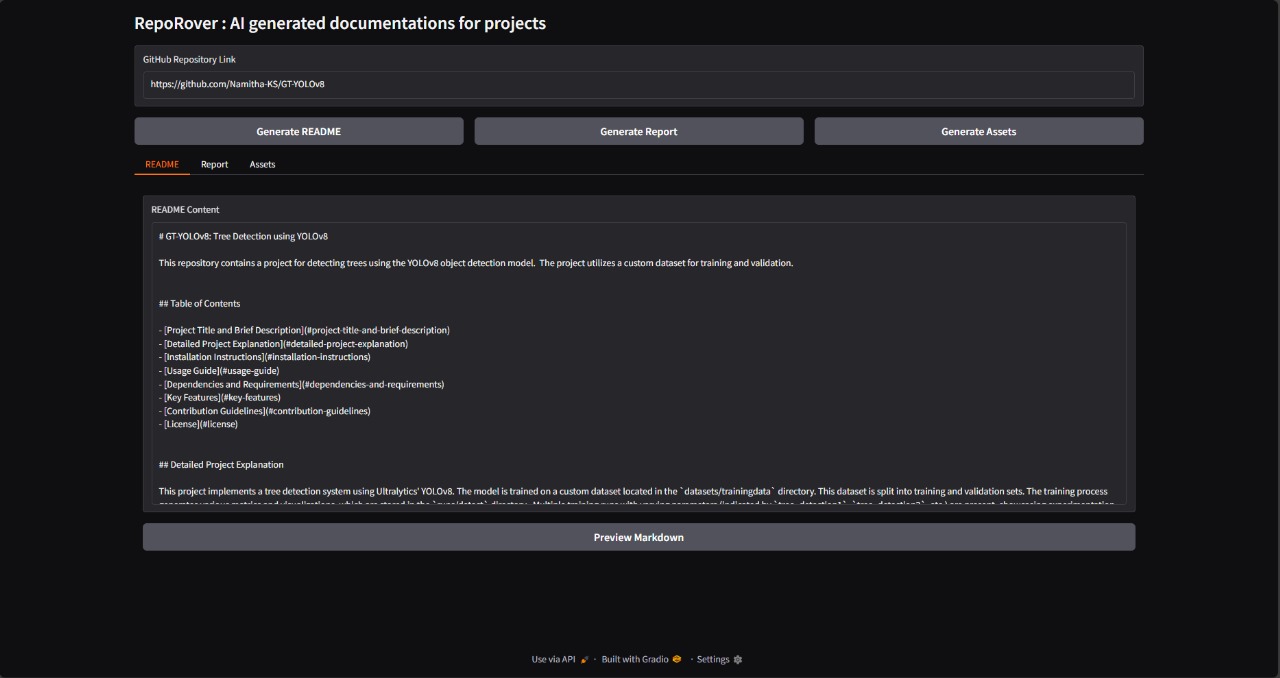 RepoRover : AI generated documentations for projects
GitHub Repository Link
https://github.com/Namitha-KS/GT-YOLOv8
Generate README
Generate Report
Generate Assets
README
Report
Assets
README Content
# GT-YOLOv8: Tree Detection using YOLOv8
This repository contains a project for detecting trees using the YOLOv8 object detection model.  The project utilizes a custom dataset for training and validation.
## Table of Contents
- [Project Title and Brief Description](#project-title-and-brief-description)
- [Detailed Project Explanation](#detailed-project-explanation)
- [Installation Instructions](#installation-instructions)
- [Usage Guide](#usage-guide)
- [Dependencies and Requirements](#dependencies-and-requirements)
- [Key Features](#key-features)
- [Contribution Guidelines](#contribution-guidelines)
- [License](#license)
## Detailed Project Explanation
This project implements a tree detection system using Ultralytics' YOLOv8. The model is trained on a custom dataset located in the `datasets/trainingdata` directory. This dataset is split into training and validation sets. The training process
Preview Markdown
Use via API · Built with Gradio · Settings